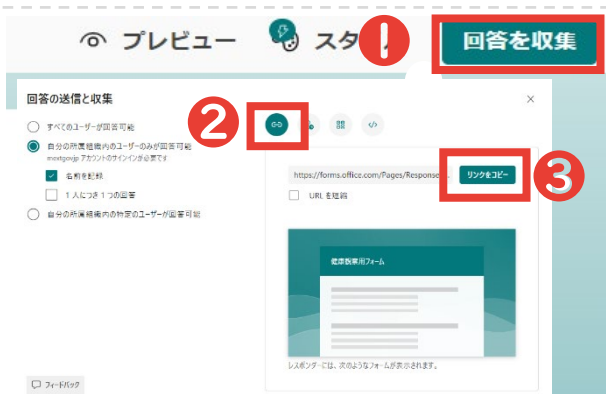 プレビュー
スタ
1
回答を収集
回答の送信と収集
すべてのユーザーが回答可能
自分の所属組織内のユーザーのみが回答可能
アカウントのサインインが必要です
名前を記録
1 人につき 1 つの回答
自分の所属組織内の特定のユーザーが回答可能
2
https://forms.office.com/Pages/Response
リンクをコピー
3
URL を短縮
健康観察用フォーム
レスポンダーには、次のようなフォームが表示されます。
フィードバック